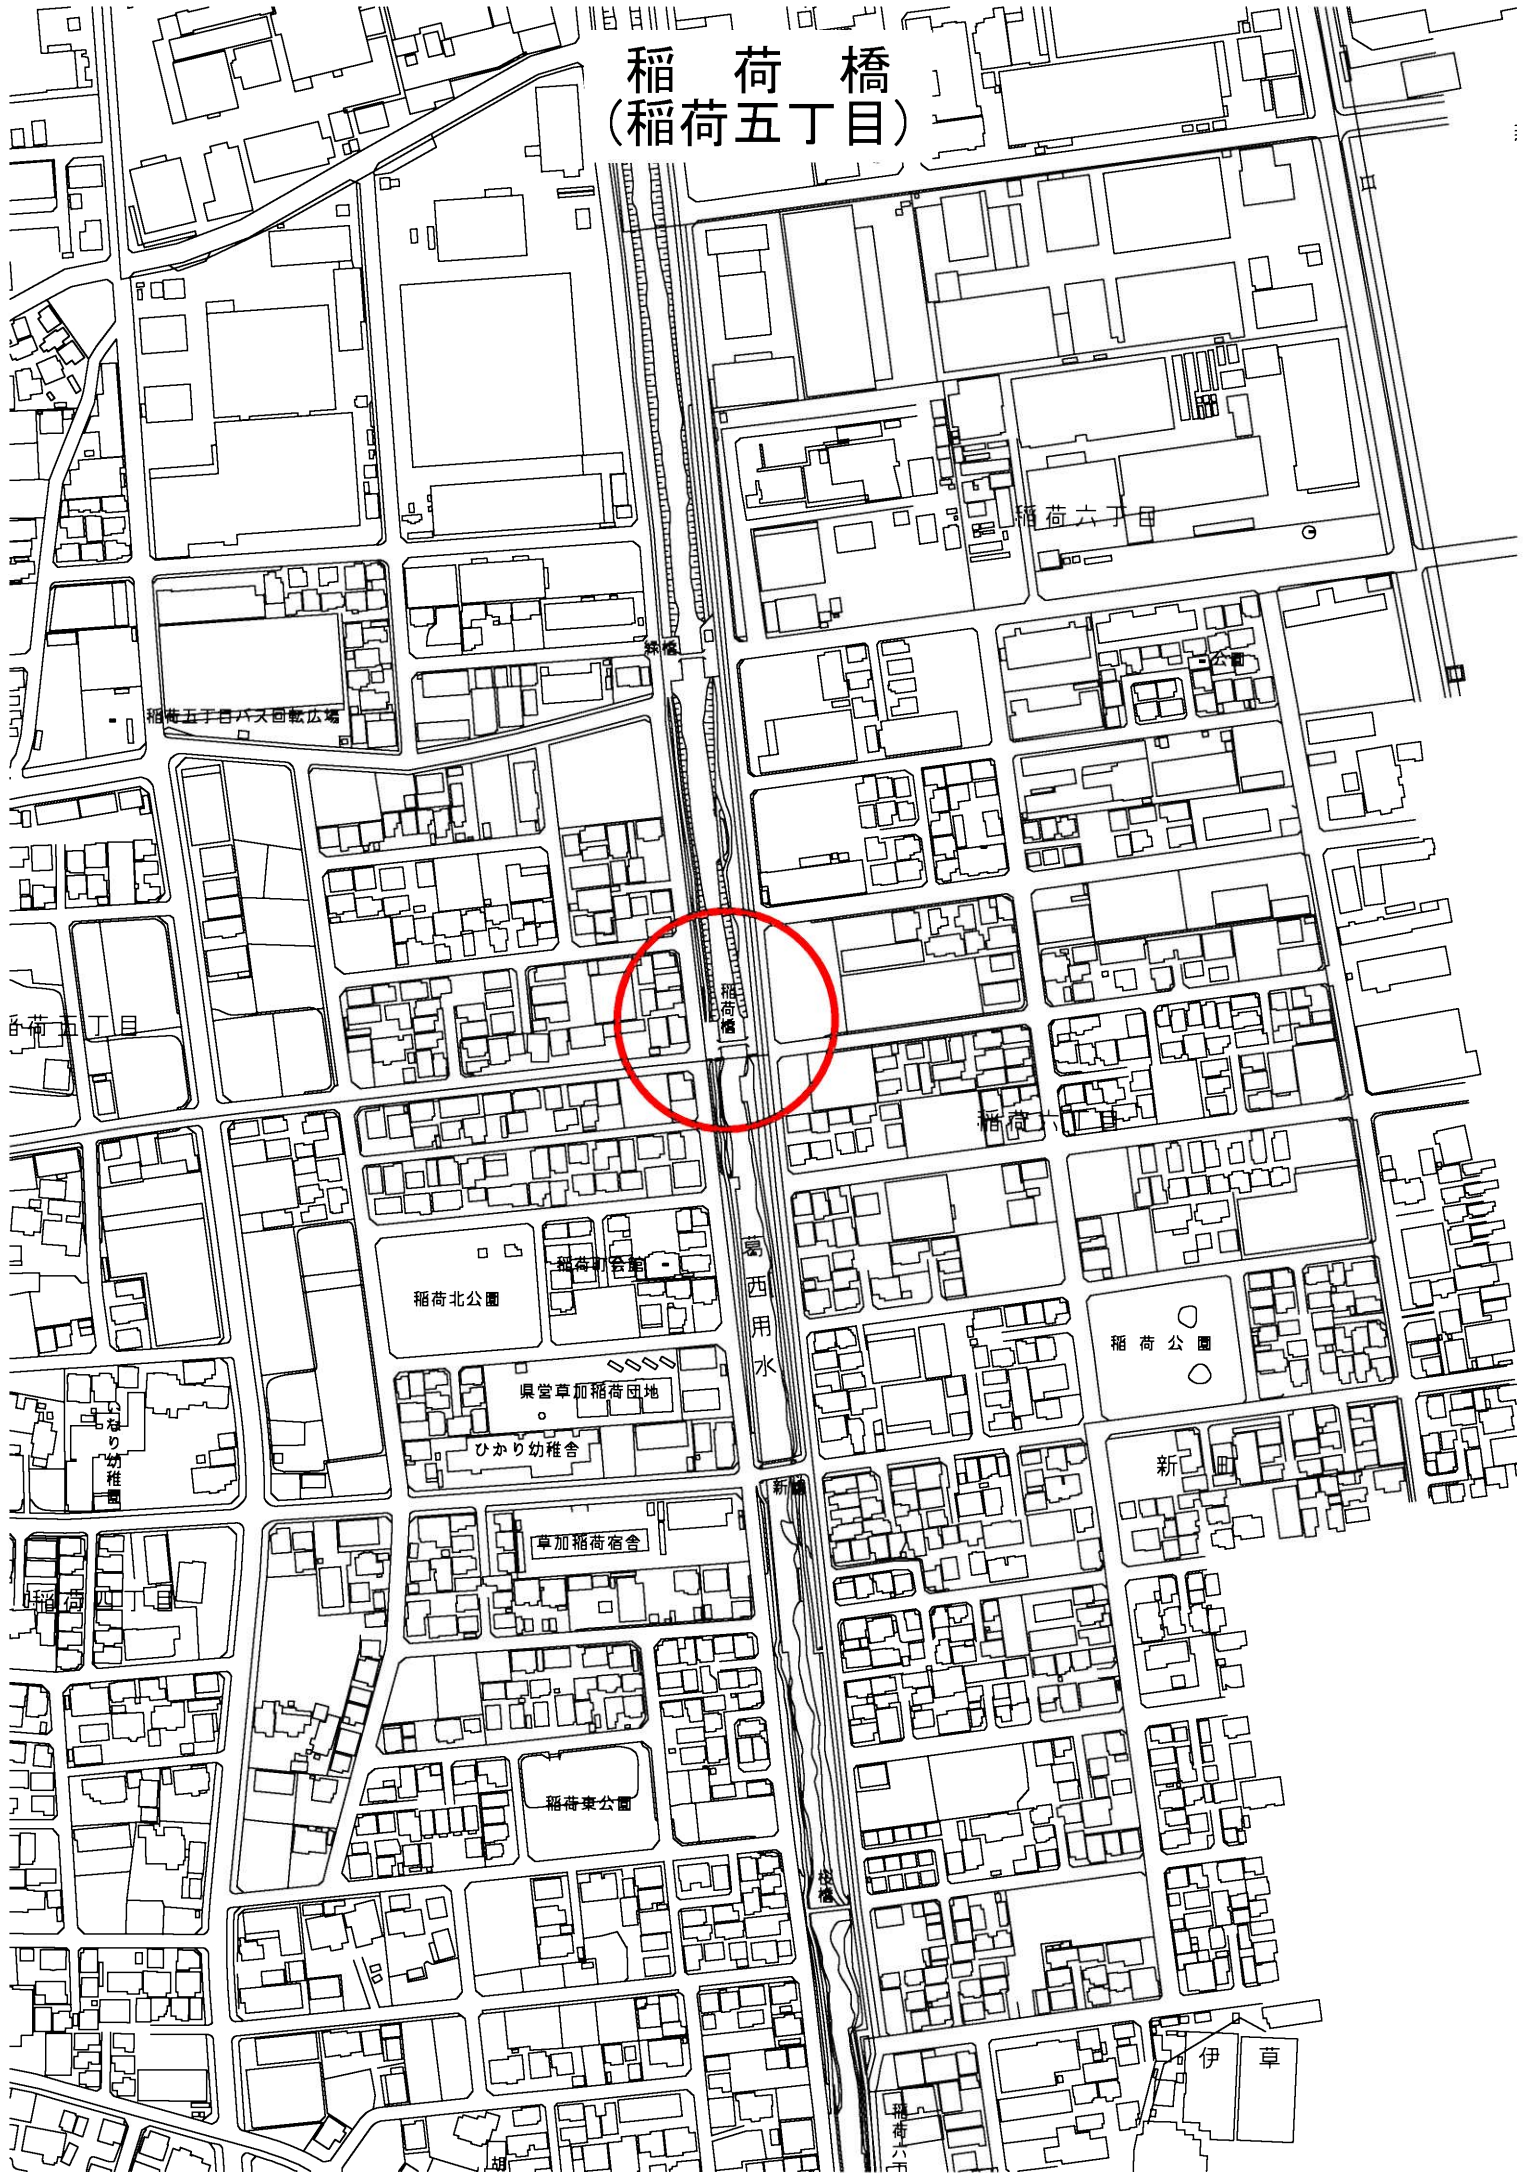 稲荷橋
(稲荷五丁目)
稲荷六丁目
緑橋
公園
稲荷五丁目バス回転広場
稲荷橋
稲荷五丁目
稲荷六丁目
葛西用水
稲荷町会館
稲荷北公園
稲荷公園
県営草加稲荷団地
いなり幼稚園
ひかり幼稚舎
新町
新橋
草加稲荷宿舎
稲荷四
稲荷東公園
桜橋
伊草
稲荷六丁
胡